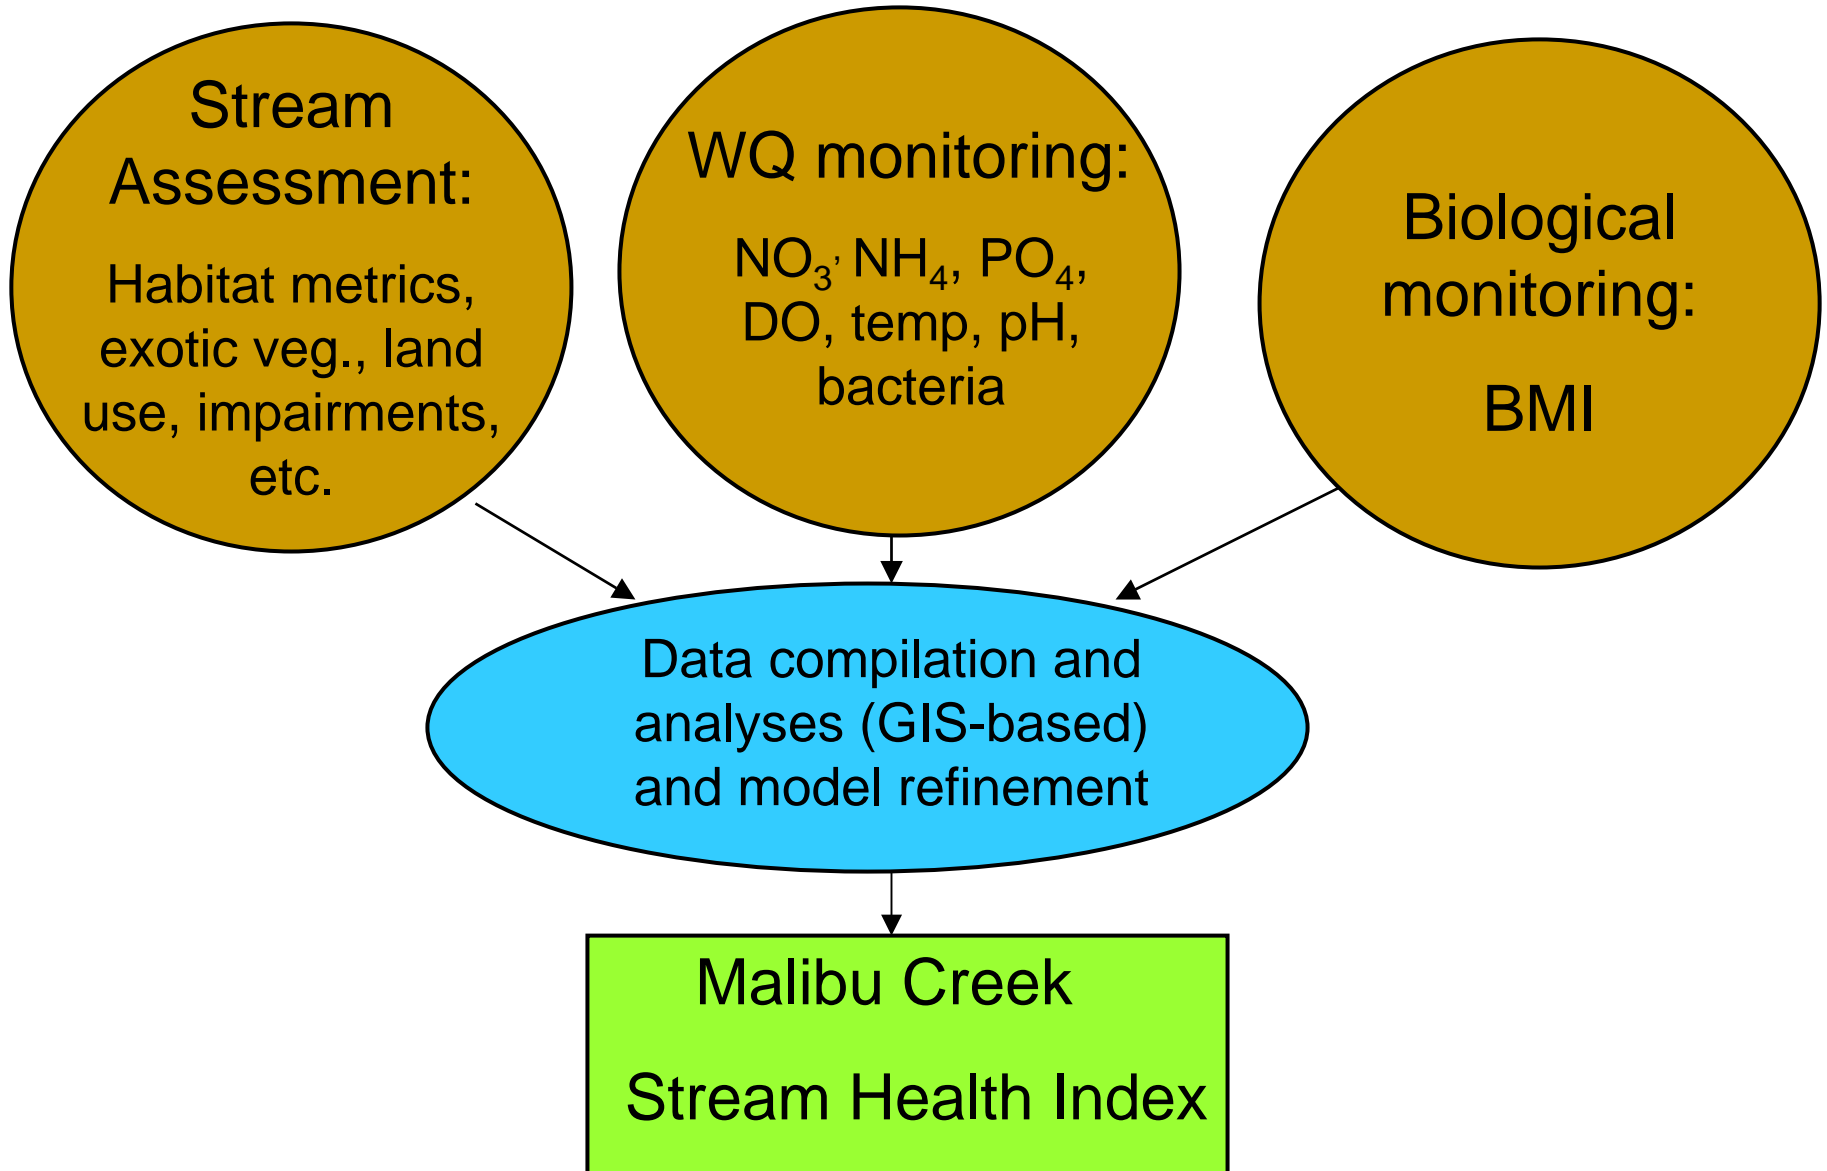 Stream
Assessment:
Habitat metrics,
exotic veg., land
use, impairments,
etc.
WQ monitoring:
NO₃, NH₄, PO₄,
DO, temp, pH,
bacteria
Biological
monitoring:
BMI
Data compilation and
analyses (GIS-based)
and model refinement
Malibu Creek
Stream Health Index